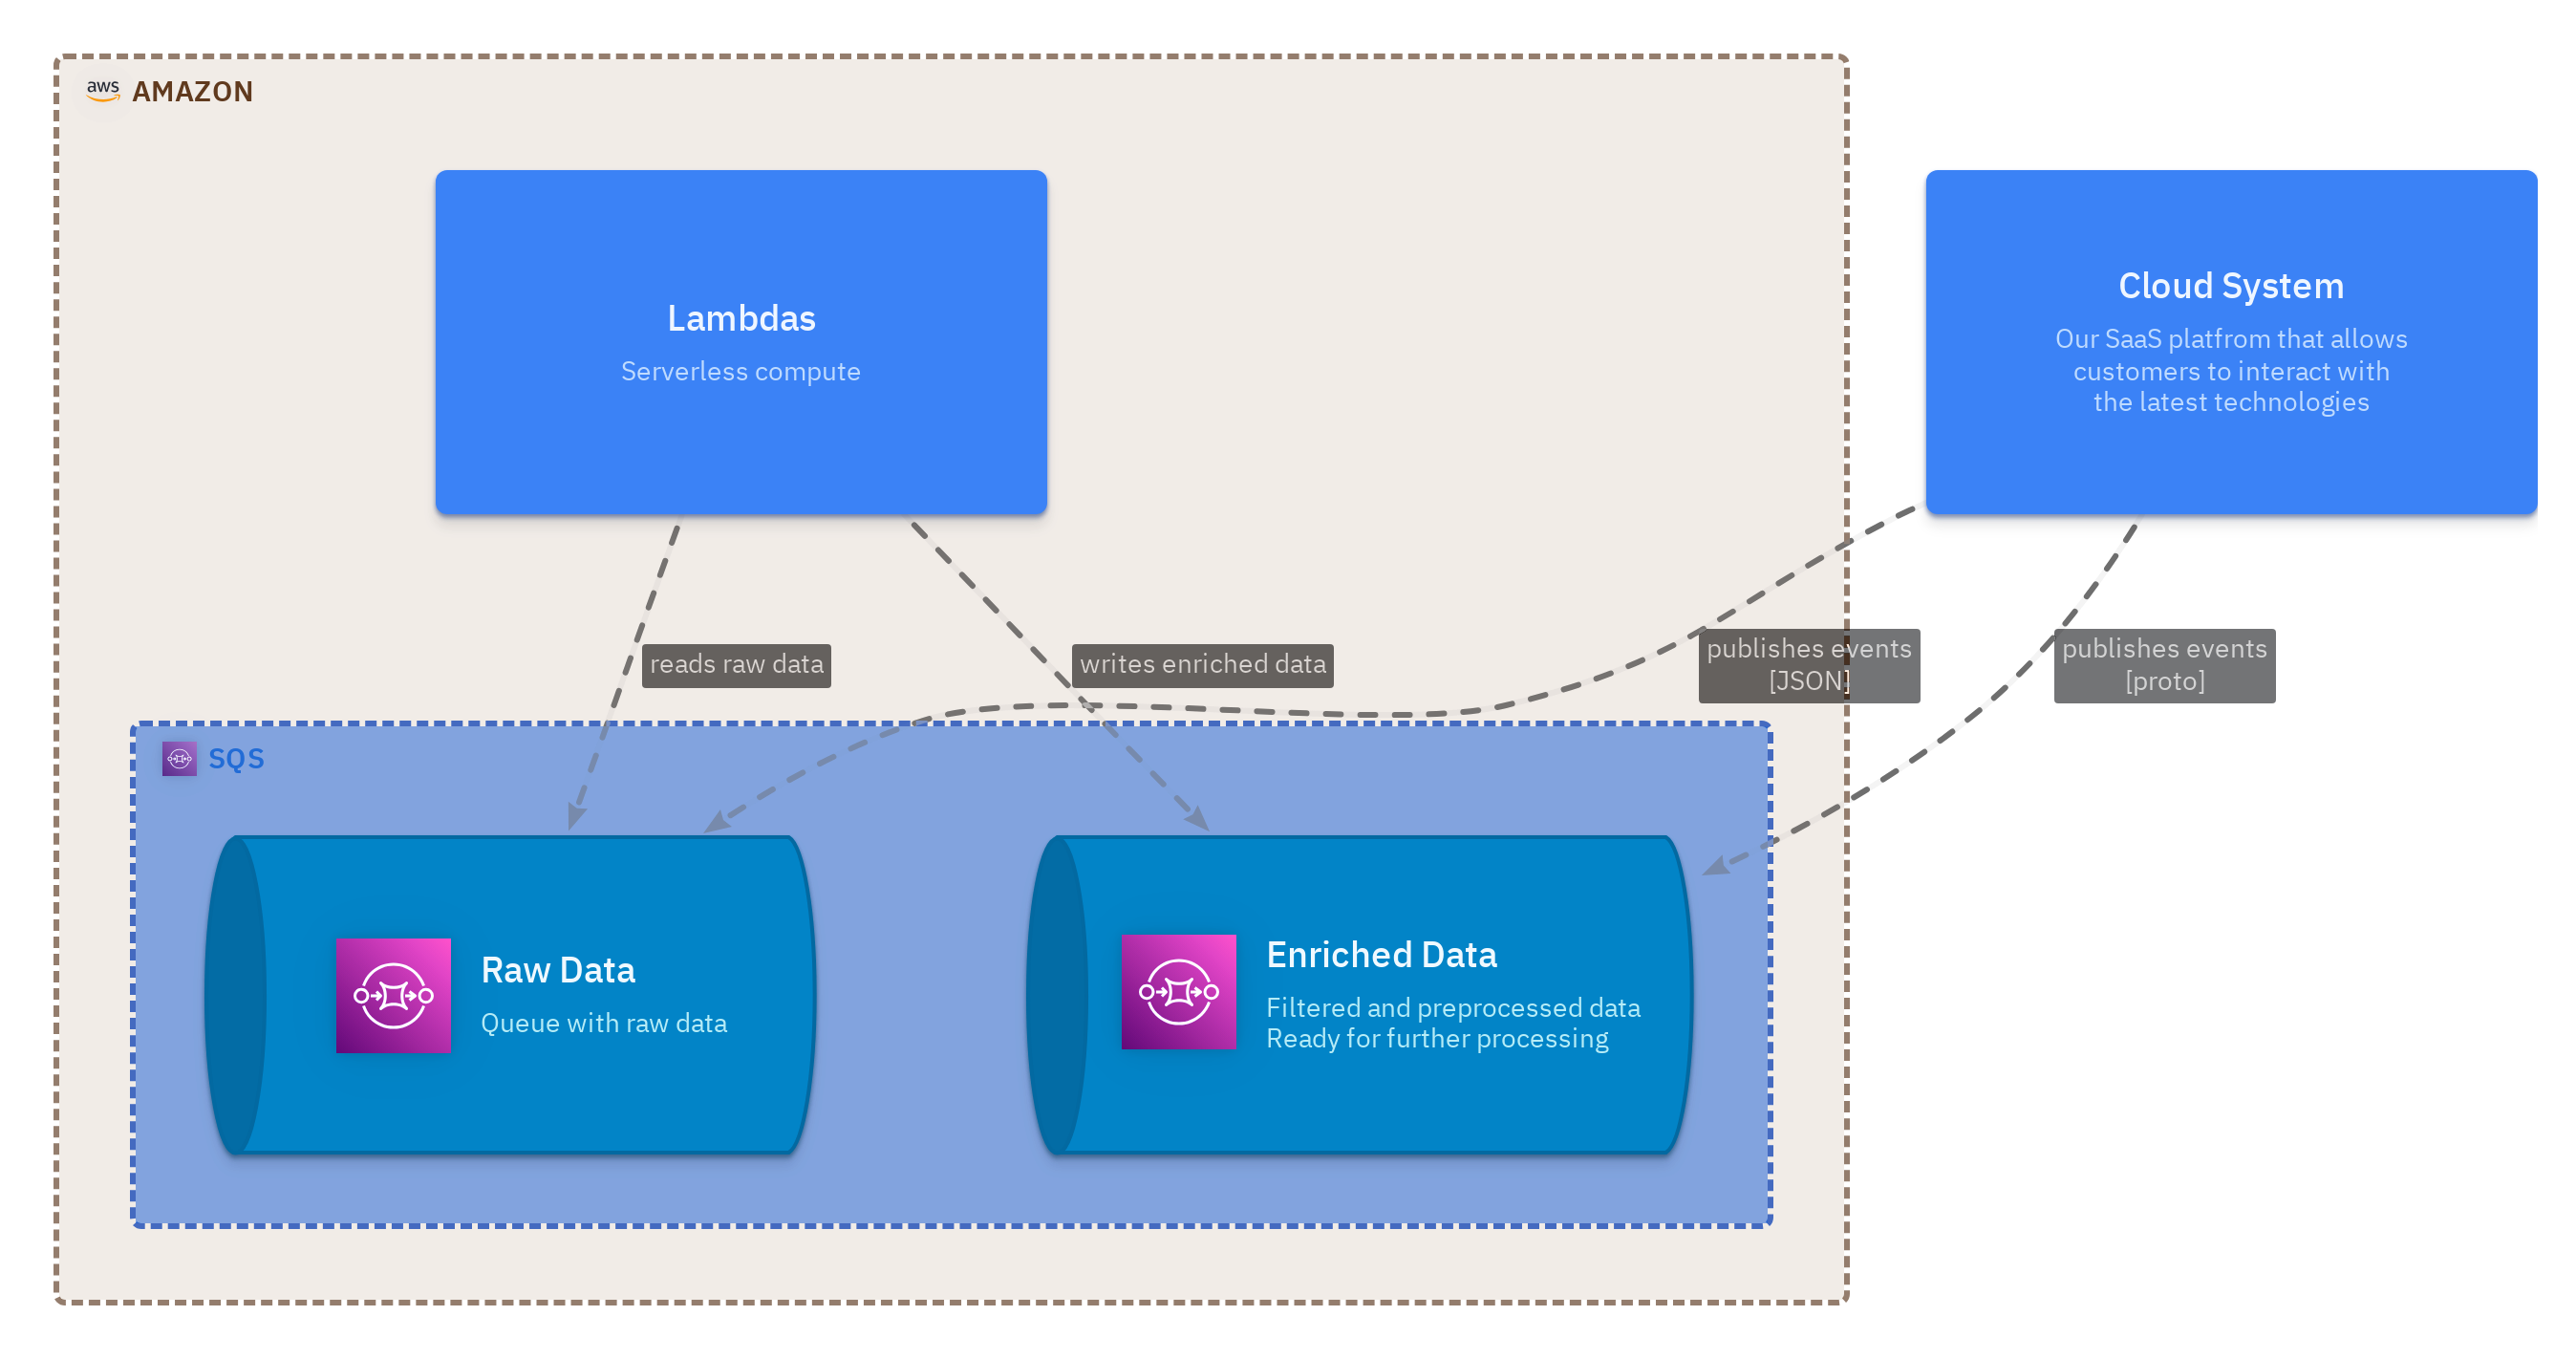 aws AMAZON
Lambdas
Serverless compute
Cloud System
Our SaaS platfrom that allows
customers to interact with
the latest technologies
reads raw data
writes enriched data
publishes events
[JSON]
publishes events
[proto]
SQS
Raw Data
Queue with raw data
Enriched Data
Filtered and preprocessed data
Ready for further processing